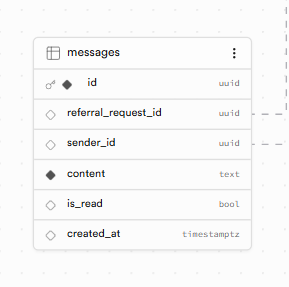 messages
id uuid
referral_request_id uuid
sender_id uuid
content text
is_read bool
created_at timestamptz